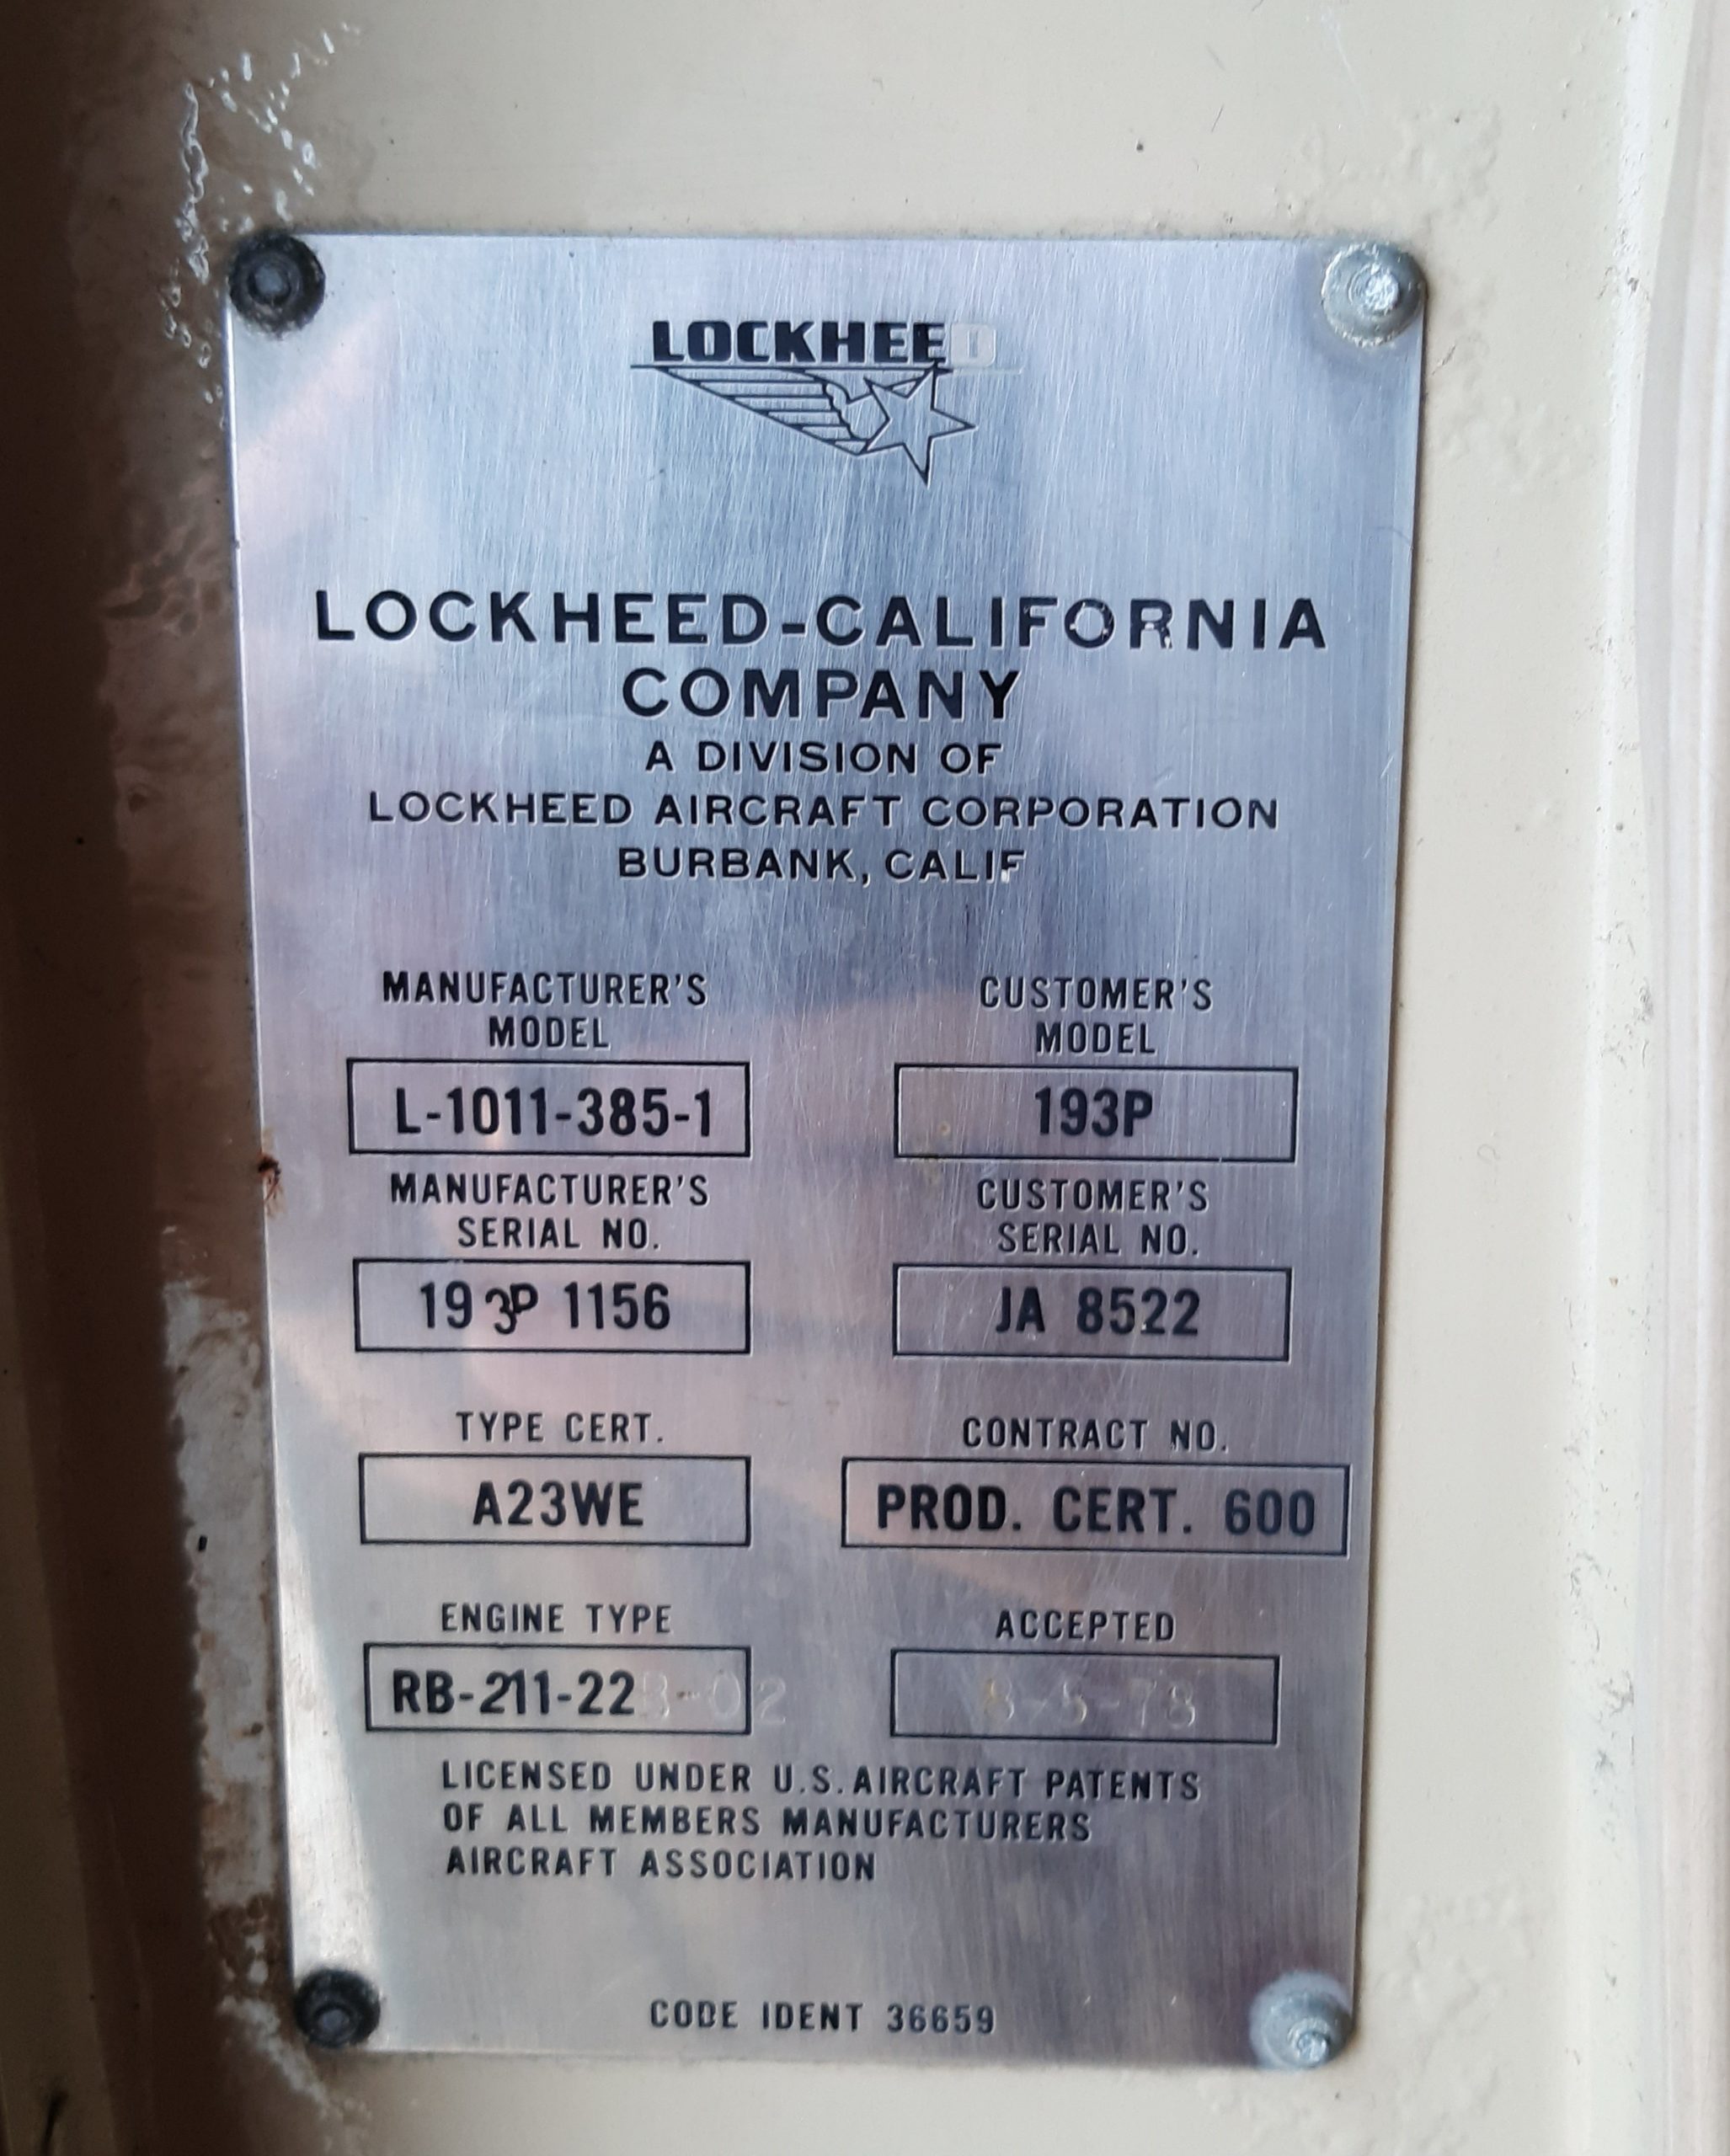 LOCKHEED
LOCKHEED-CALIFORNIA
COMPANY
A DIVISION OF
LOCKHEED AIRCRAFT CORPORATION
BURBANK, CALIF
MANUFACTURER'S
MODEL
L-1011-385-1
CUSTOMER'S
MODEL
193P
MANUFACTURER'S
SERIAL NO.
193P 1156
CUSTOMER'S
SERIAL NO.
JA 8522
TYPE CERT.
A23WE
CONTRACT NO.
PROD. CERT. 600
ENGINE TYPE
RB-211-22B-02
ACCEPTED
LICENSED UNDER U.S. AIRCRAFT PATENTS
OF ALL MEMBERS MANUFACTURERS
AIRCRAFT ASSOCIATION
CODE IDENT 36659